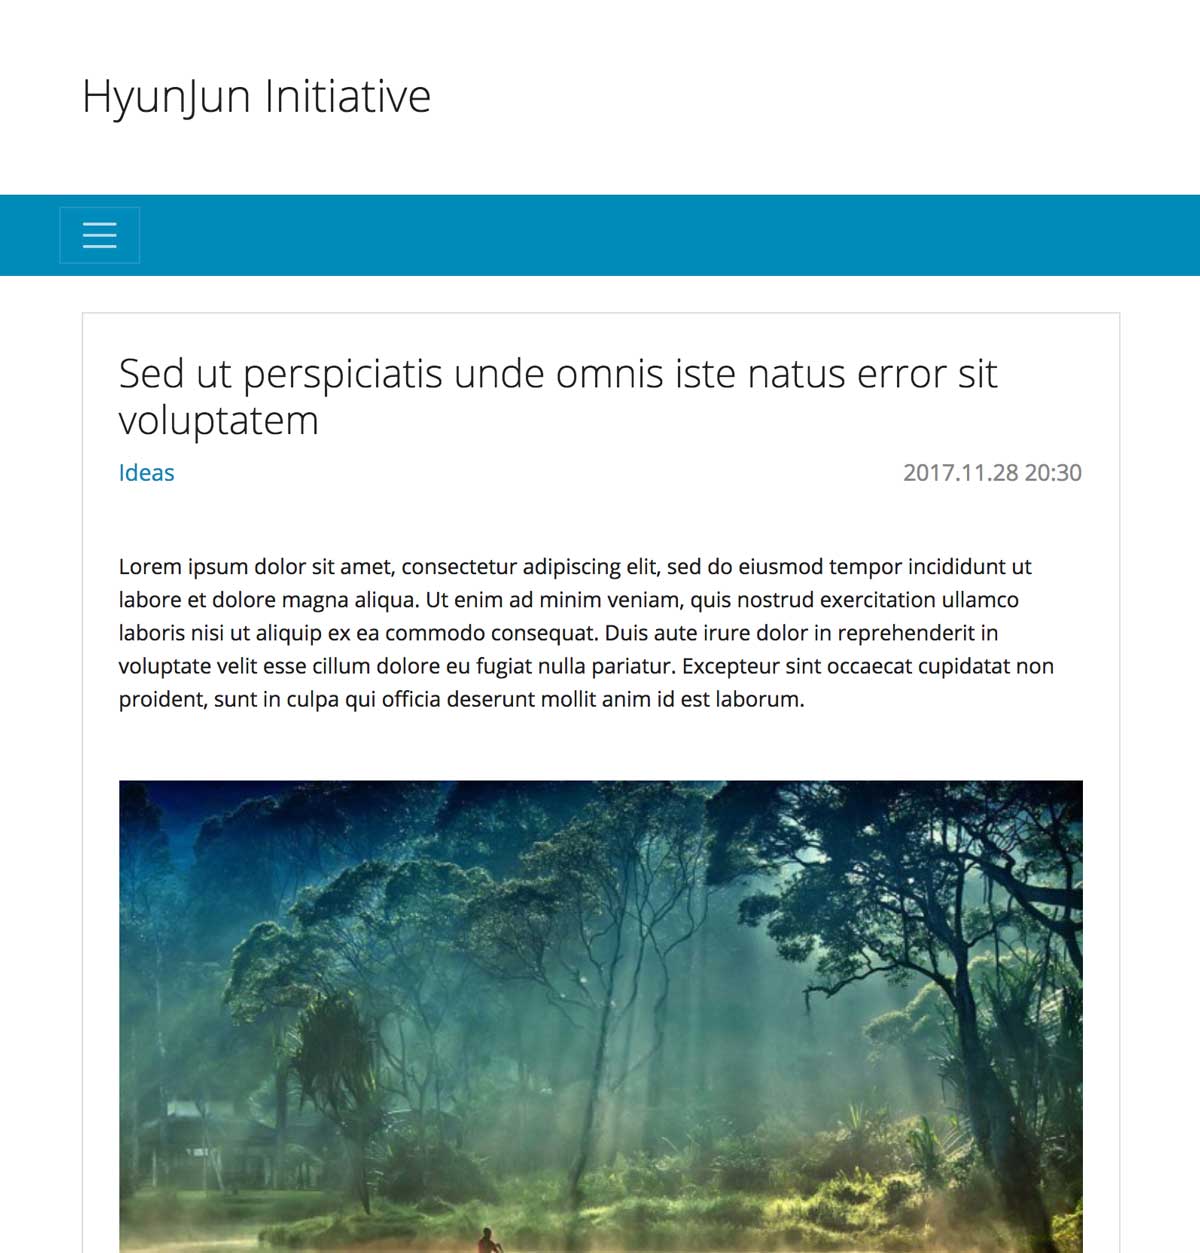 HyunJun Initiative
Sed ut perspiciatis unde omnis iste natus error sit
voluptatem
Ideas
2017.11.28 20:30
Lorem ipsum dolor sit amet, consectetur adipiscing elit, sed do eiusmod tempor incididunt ut
labore et dolore magna aliqua. Ut enim ad minim veniam, quis nostrud exercitation ullamco
laboris nisi ut aliquip ex ea commodo consequat. Duis aute irure dolor in reprehenderit in
voluptate velit esse cillum dolore eu fugiat nulla pariatur. Excepteur sint occaecat cupidatat non
proident, sunt in culpa qui officia deserunt mollit anim id est laborum.